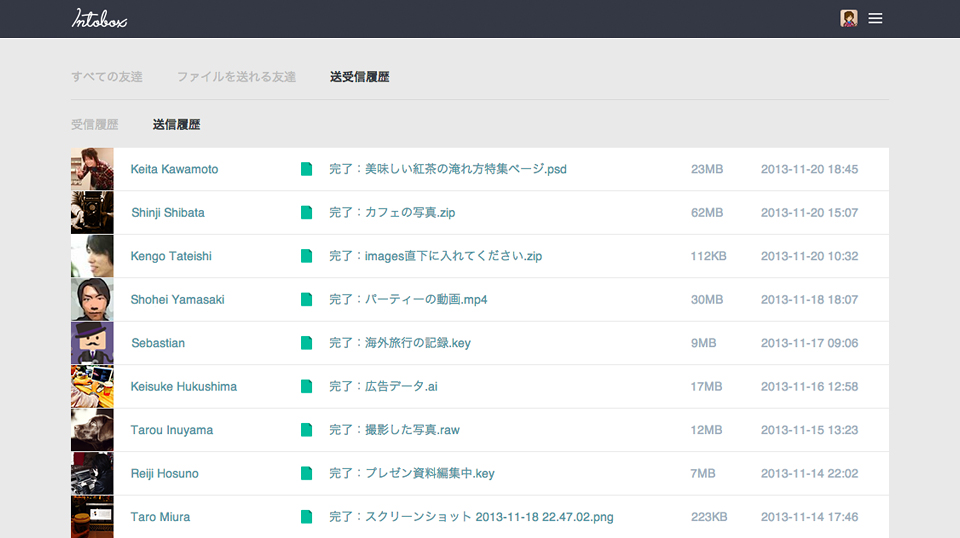 Intobox
すべての友達 ファイルを送れる友達 送受信履歴
受信履歴 送信履歴
Keita Kawamoto 完了：美味しい紅茶の淹れ方特集ページ.psd 23MB 2013-11-20 18:45
Shinji Shibata 完了：カフェの写真.zip 62MB 2013-11-20 15:07
Kengo Tateishi 完了：images直下に入れてください.zip 112KB 2013-11-20 10:32
Shohei Yamasaki 完了：パーティーの動画.mp4 30MB 2013-11-18 18:07
Sebastian 完了：海外旅行の記録.key 9MB 2013-11-17 09:06
Keisuke Hukushima 完了：広告データ.ai 17MB 2013-11-16 12:58
Tarou Inuyama 完了：撮影した写真.raw 12MB 2013-11-15 13:23
Reiji Hosuno 完了：プレゼン資料編集中.key 7MB 2013-11-14 22:02
Taro Miura 完了：スクリーンショット 2013-11-18 22.47.02.png 223KB 2013-11-14 17:46